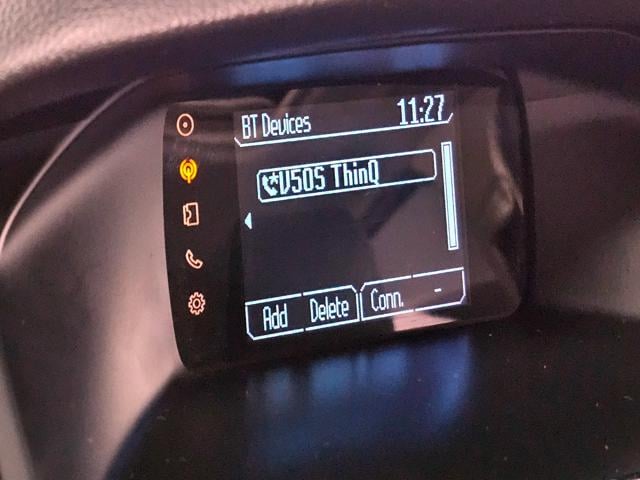 BT Devices 11:27
V50S ThinQ
Add Delete Conn. -